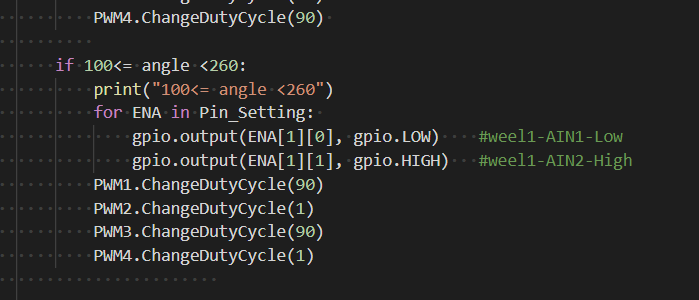 PWM4.ChangeDutyCycle(90)
if 100<= angle <260:
print("100<= angle <260")
for ENA in Pin_Setting:
gpio.output(ENA[1][0], gpio.LOW) #weel1-AIN1-Low
gpio.output(ENA[1][1], gpio.HIGH) #weel1-AIN2-High
PWM1.ChangeDutyCycle(90)
PWM2.ChangeDutyCycle(1)
PWM3.ChangeDutyCycle(90)
PWM4.ChangeDutyCycle(1)